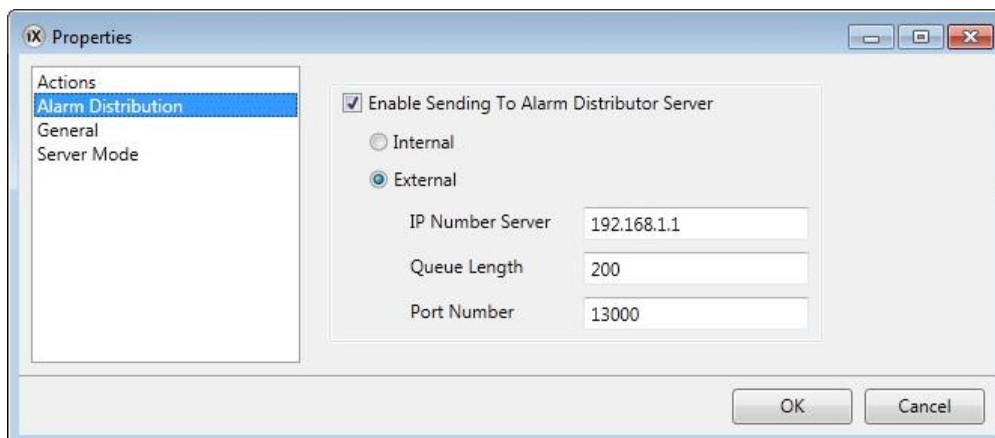 iX Properties
Actions
Alarm Distribution
General
Server Mode
Enable Sending To Alarm Distributor Server
Internal
External
IP Number Server 192.168.1.1
Queue Length 200
Port Number 13000
OK Cancel